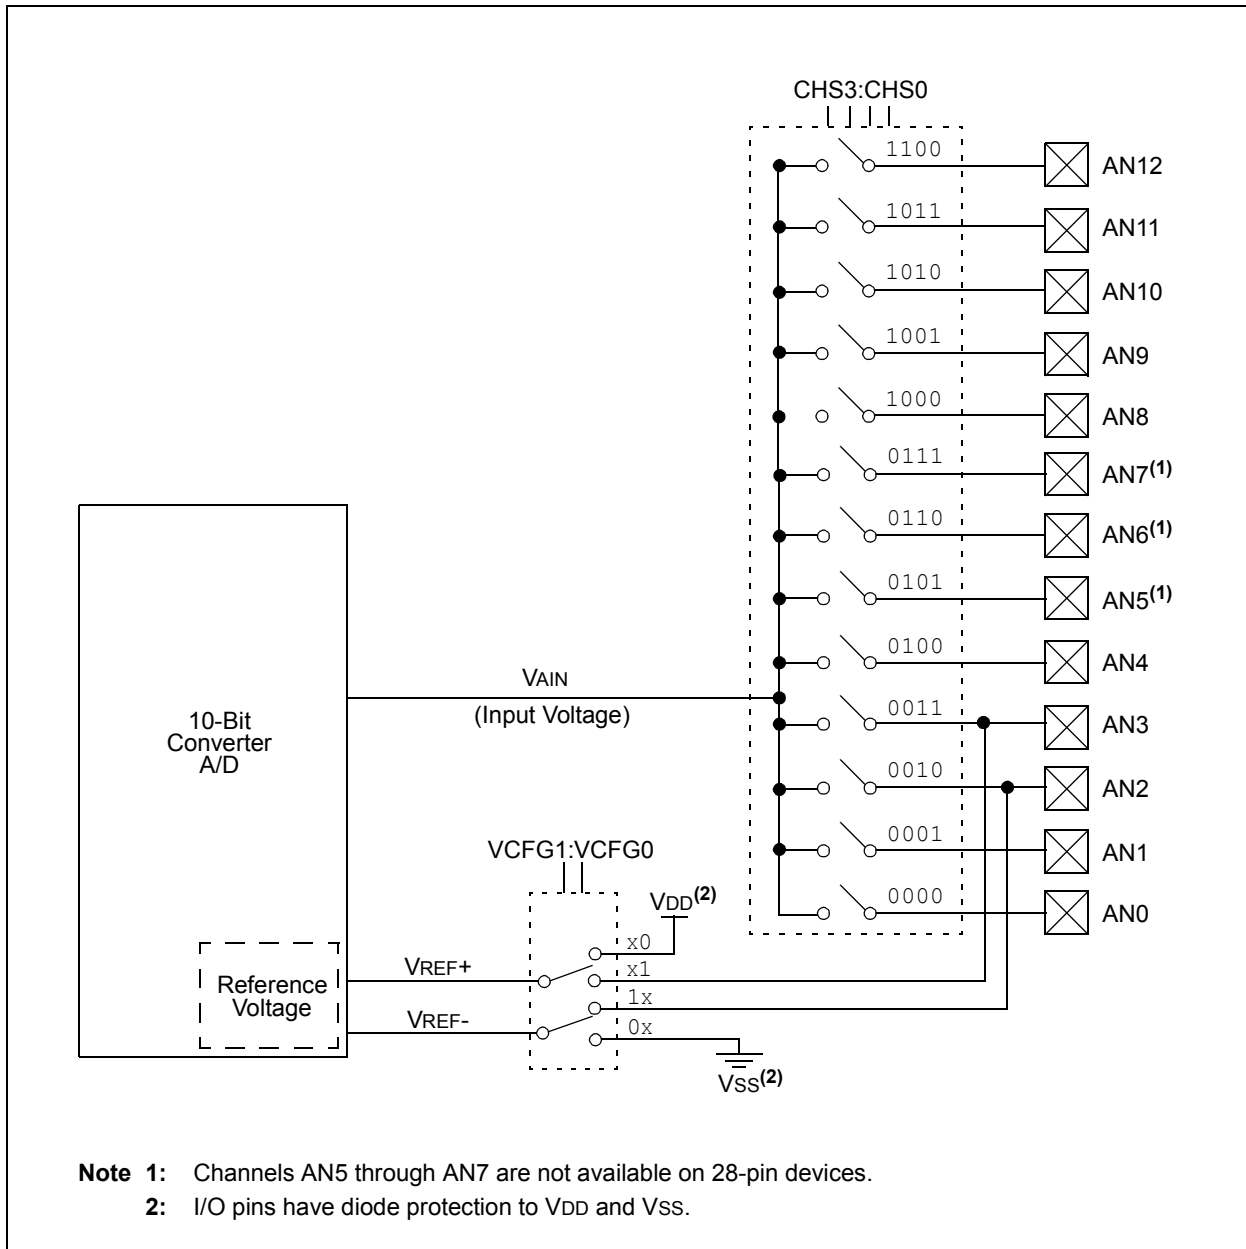 CHS3:CHS0
1100 AN12
1011 AN11
1010 AN10
1001 AN9
1000 AN8
0111 AN7(1)
0110 AN6(1)
0101 AN5(1)
0100 AN4
VAIN
(Input Voltage)
0011 AN3
10-Bit
Converter
A/D
0010 AN2
0001 AN1
VCFG1:VCFG0
0000 AN0
VDD(2)
x0
VREF+
x1
Reference
Voltage
1x
VREF-
0x
VSS(2)
Note 1: Channels AN5 through AN7 are not available on 28-pin devices.
2: I/O pins have diode protection to VDD and VSS.